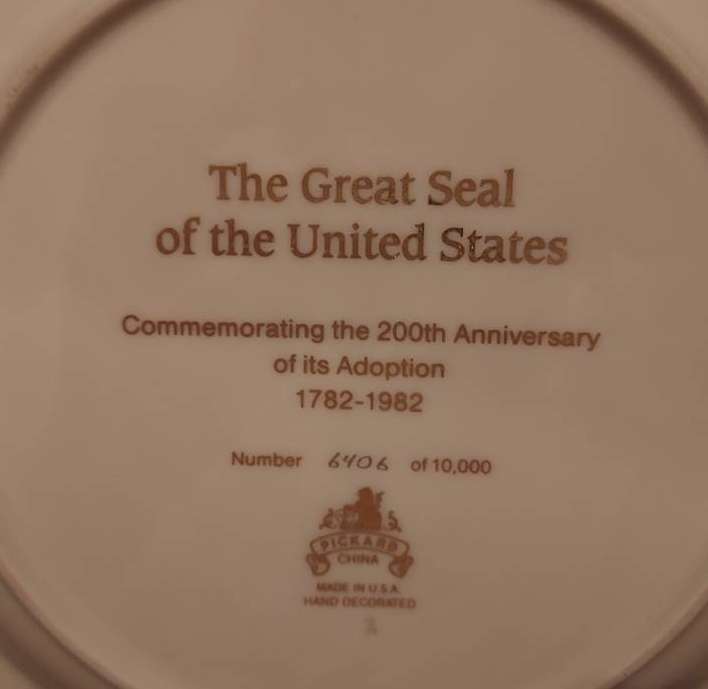 The Great Seal
of the United States
Commemorating the 200th Anniversary
of its Adoption
1782-1982
Number 6406 of 10,000
PICKARD
CHINA
MADE IN U.S.A.
HAND DECORATED